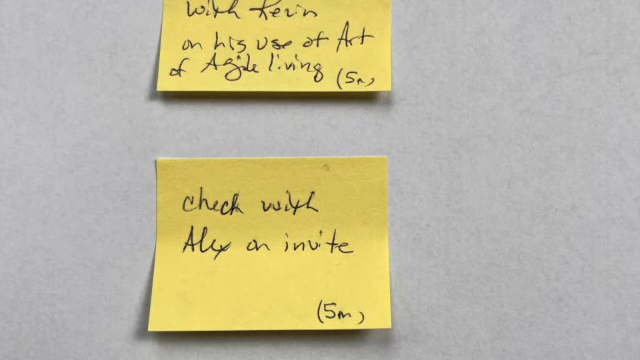 with Kevin
on his use of Art
of Agile living
(5m)
check with
Alex on invite
(5m)